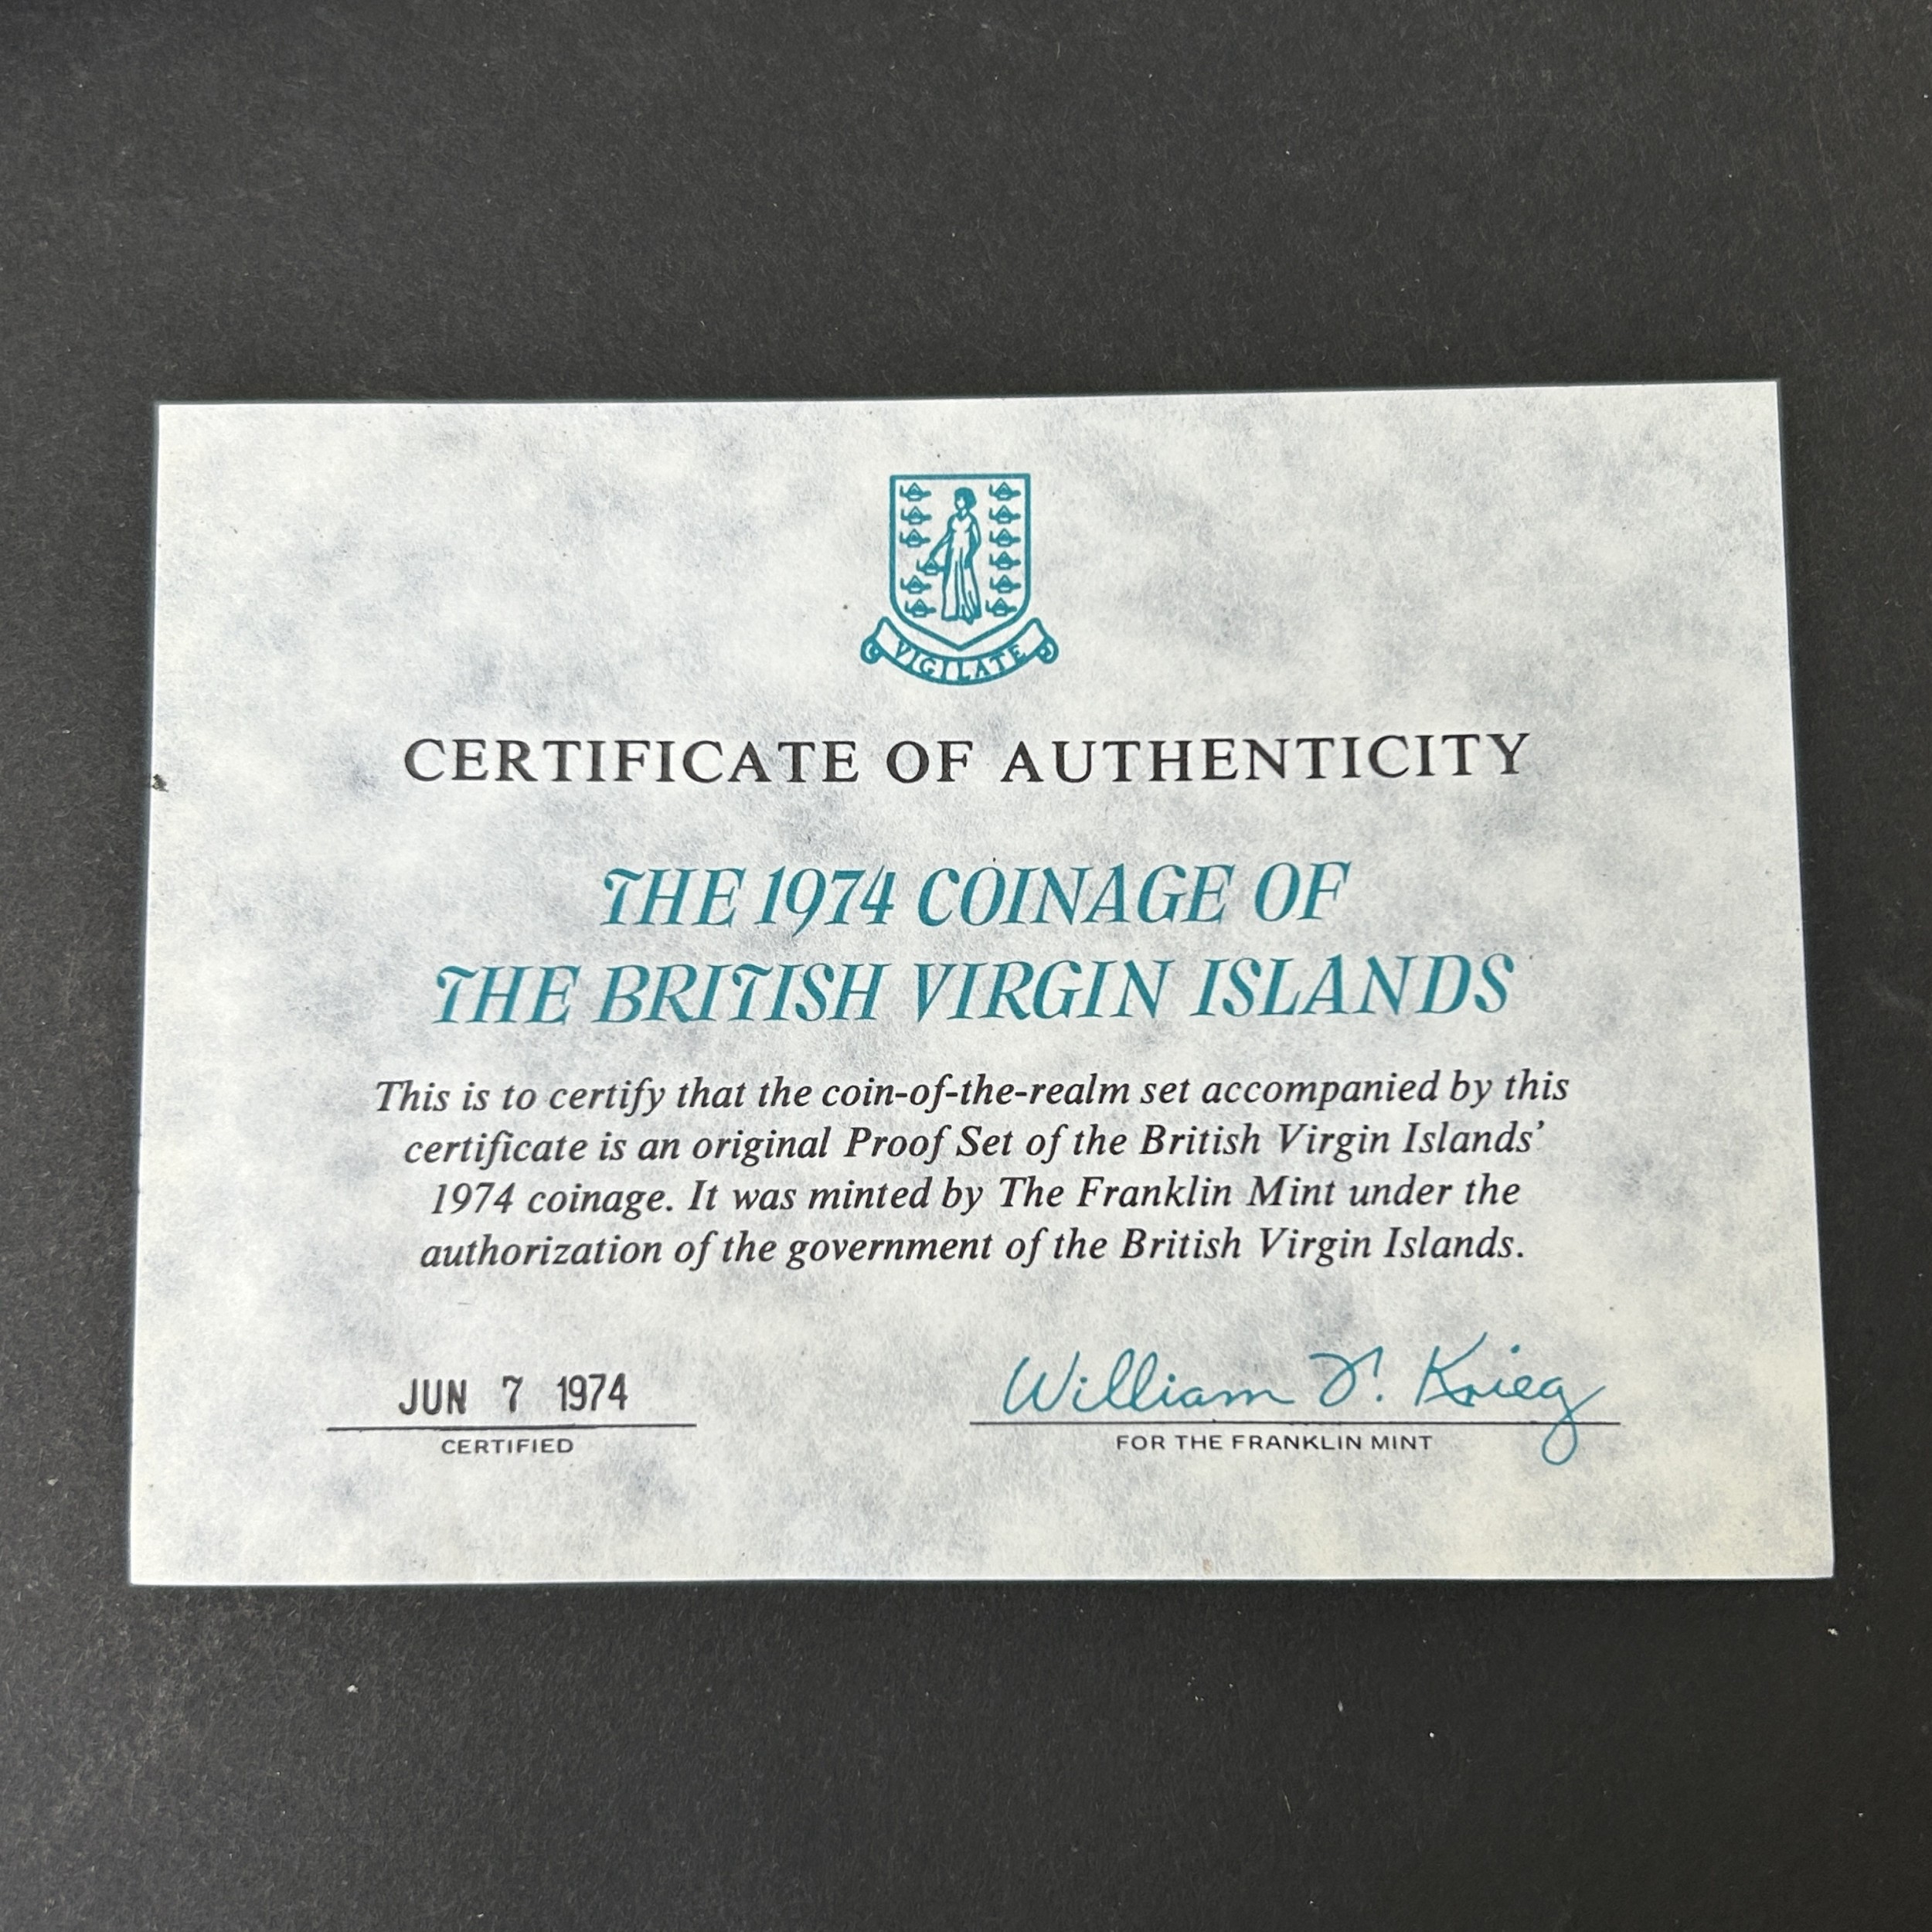 VIGILATE
CERTIFICATE OF AUTHENTICITY
THE 1974 COINAGE OF
THE BRITISH VIRGIN ISLANDS
This is to certify that the coin-of-the-realm set accompanied by this
certificate is an original Proof Set of the British Virgin Islands’
1974 coinage. It was minted by The Franklin Mint under the
authorization of the government of the British Virgin Islands.
JUN 7 1974
CERTIFIED
William T. Krieg
FOR THE FRANKLIN MINT